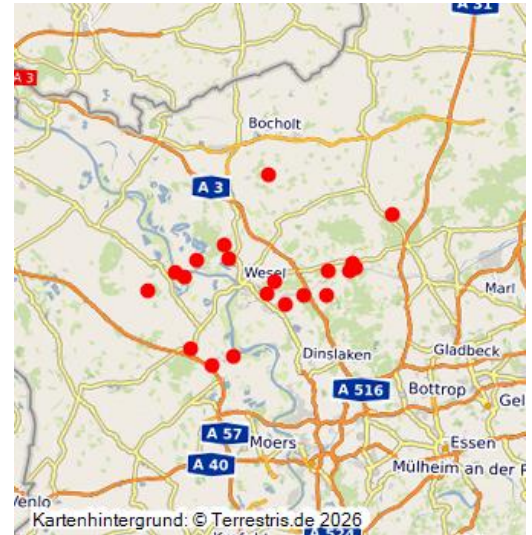 A 31
A 3
Bocholt
A 3
Wesel
Marl
Dinslaken
Gladbeck
A 516
Bottrop
A 57
Moers
Essen
A 40
Mülheim an der
Venlo
Kartenhintergrund: © Terrestris.de 2026
A 524